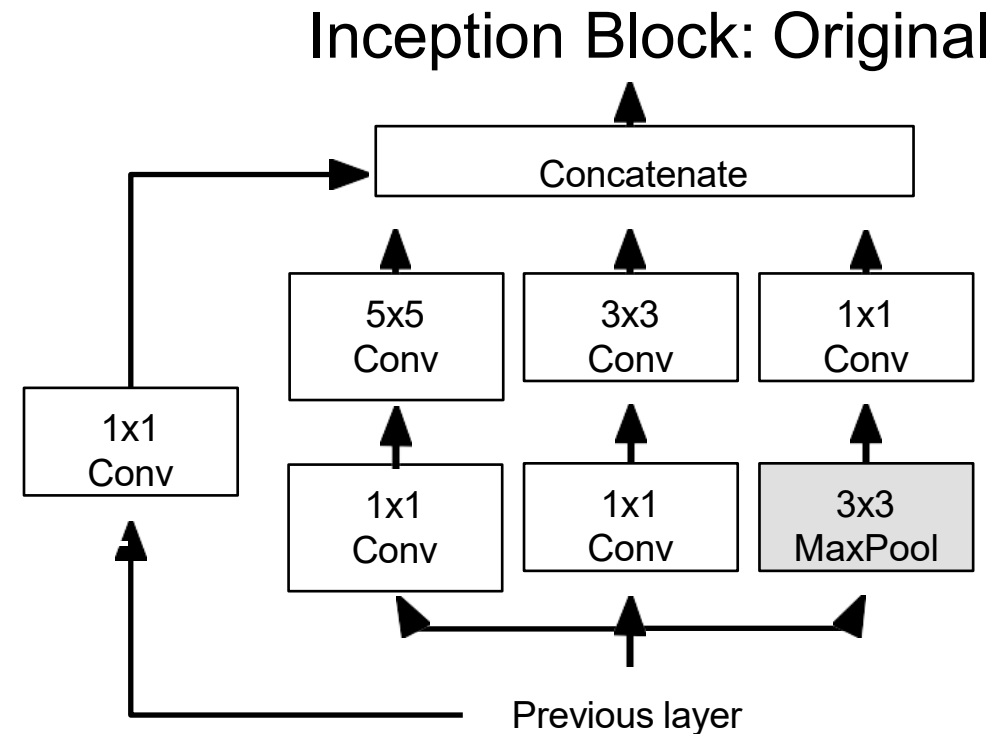 Inception Block: Original
Concatenate
5x5
Conv
3x3
Conv
1x1
Conv
1x1
Conv
1x1
Conv
1x1
Conv
3x3
MaxPool
Previous layer